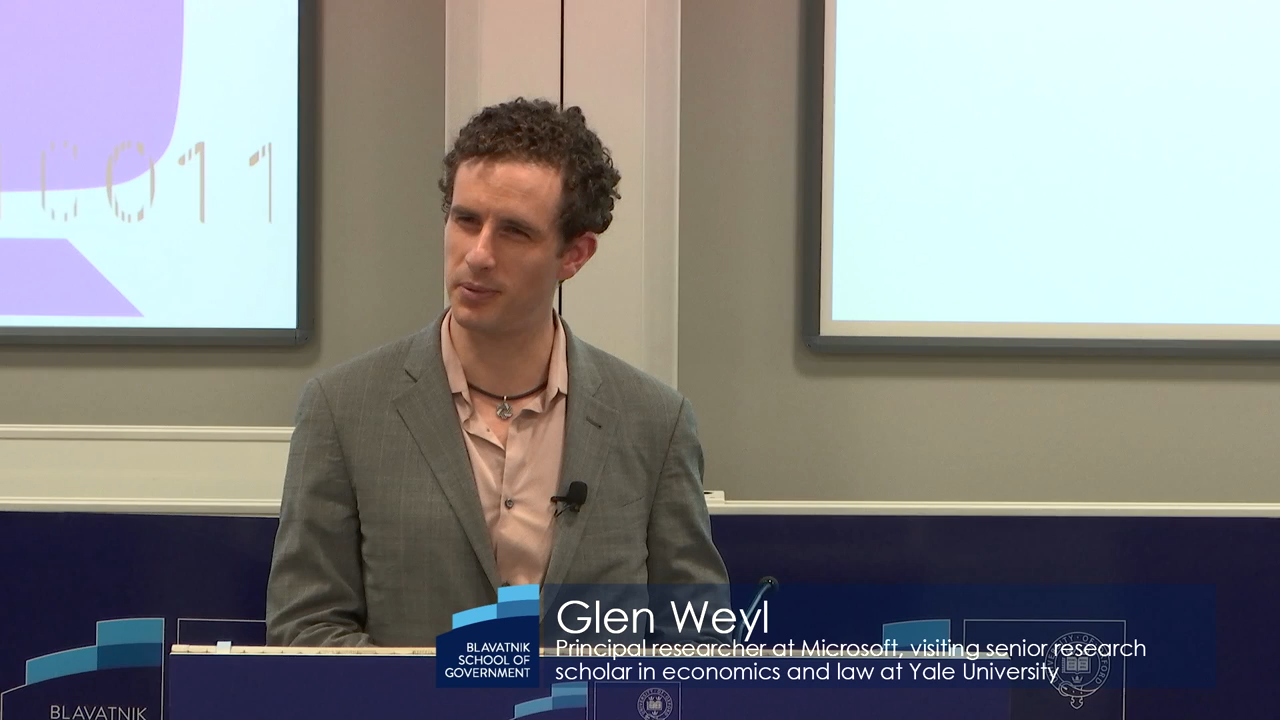 0011
Glen Weyl
Principal researcher at Microsoft, visiting senior research
scholar in economics and law at Yale University
BLAVATNIK
SCHOOL OF
GOVERNMENT
BLAVATNIK